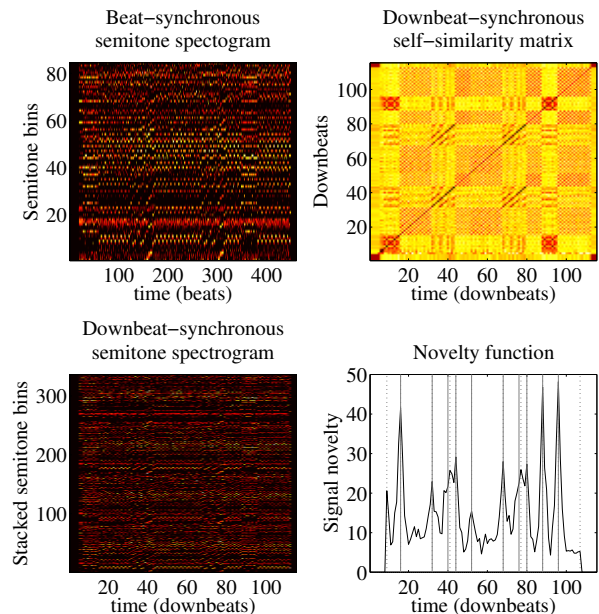 Beat−synchronous
semitone spectogram
Semitone bins
80
60
40
20
100 200 300 400
time (beats)
Downbeat−synchronous
self−similarity matrix
Downbeats
100
80
60
40
20
20 40 60 80 100
time (downbeats)
Downbeat−synchronous
semitone spectrogram
Stacked semitone bins
300
200
100
20 40 60 80 100
time (downbeats)
Novelty function
Signal novelty
50
40
30
20
10
0
20 40 60 80 100
time (downbeats)